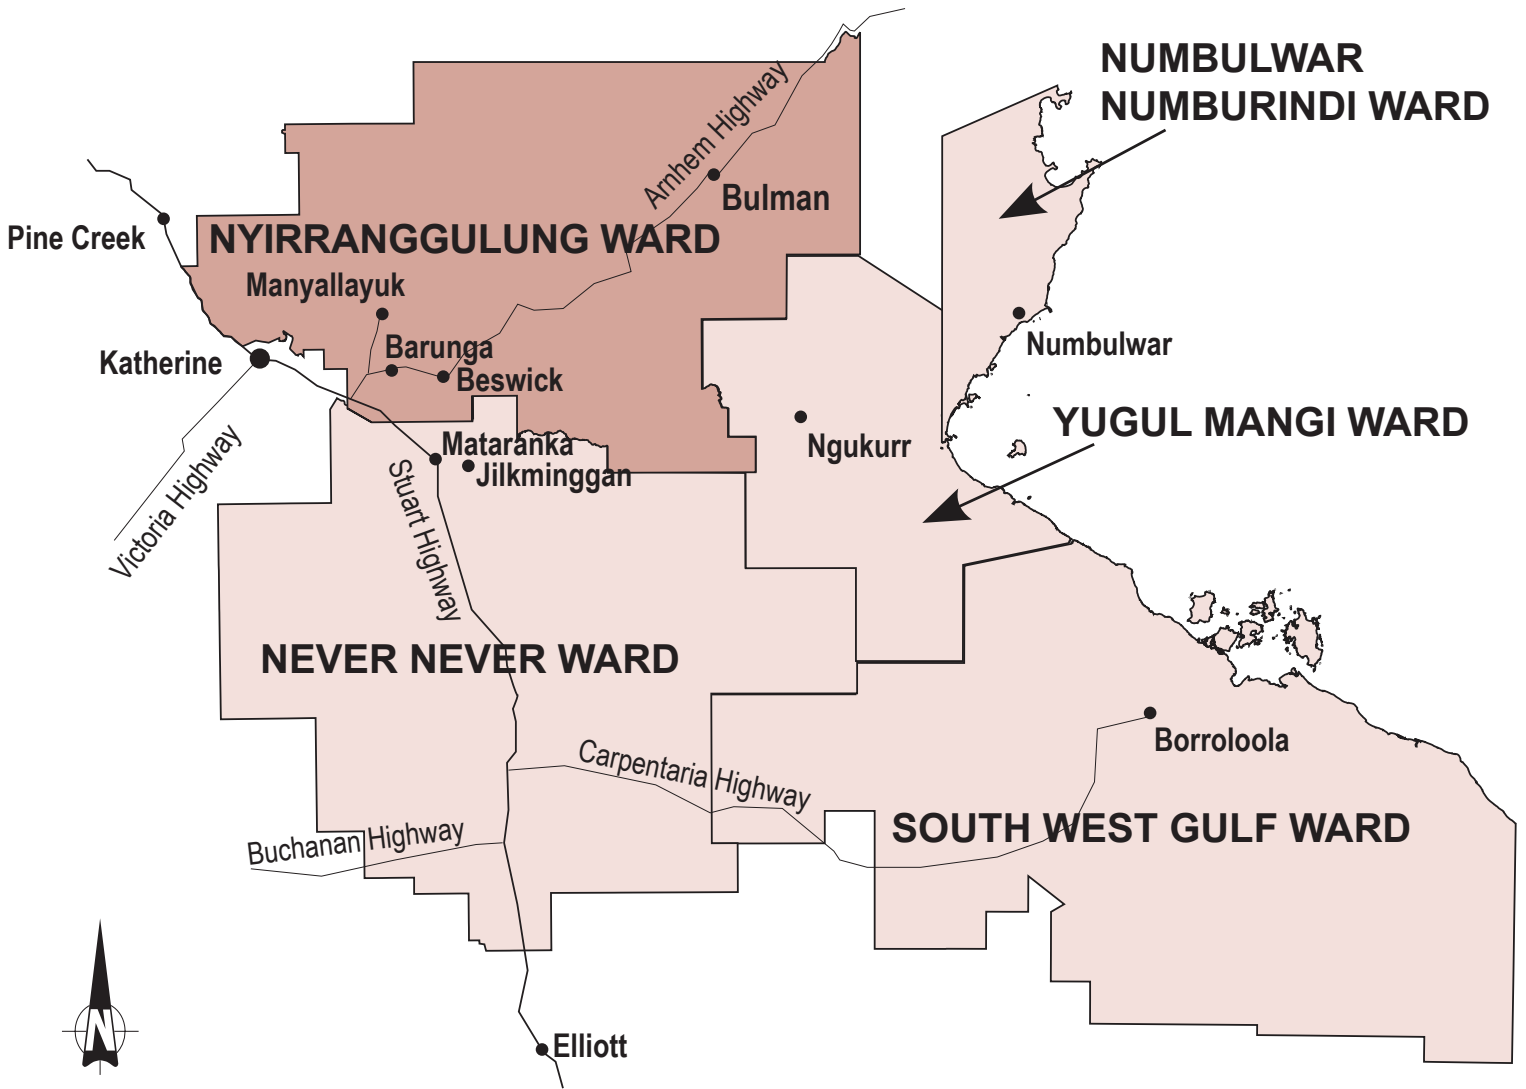 NUMBULWAR
NUMBURINDI WARD
Arnhem Highway
Bulman
Pine Creek
NYIRRANGGULUNG WARD
Manyallayuk
Numbulwar
Barunga
Katherine
Beswick
YUGUL MANGI WARD
Ngukurr
Mataranka
Jilkminggan
Victoria Highway
Stuart Highway
NEVER NEVER WARD
Borroloola
Carpentaria Highway
SOUTH WEST GULF WARD
Buchanan Highway
N
Elliott